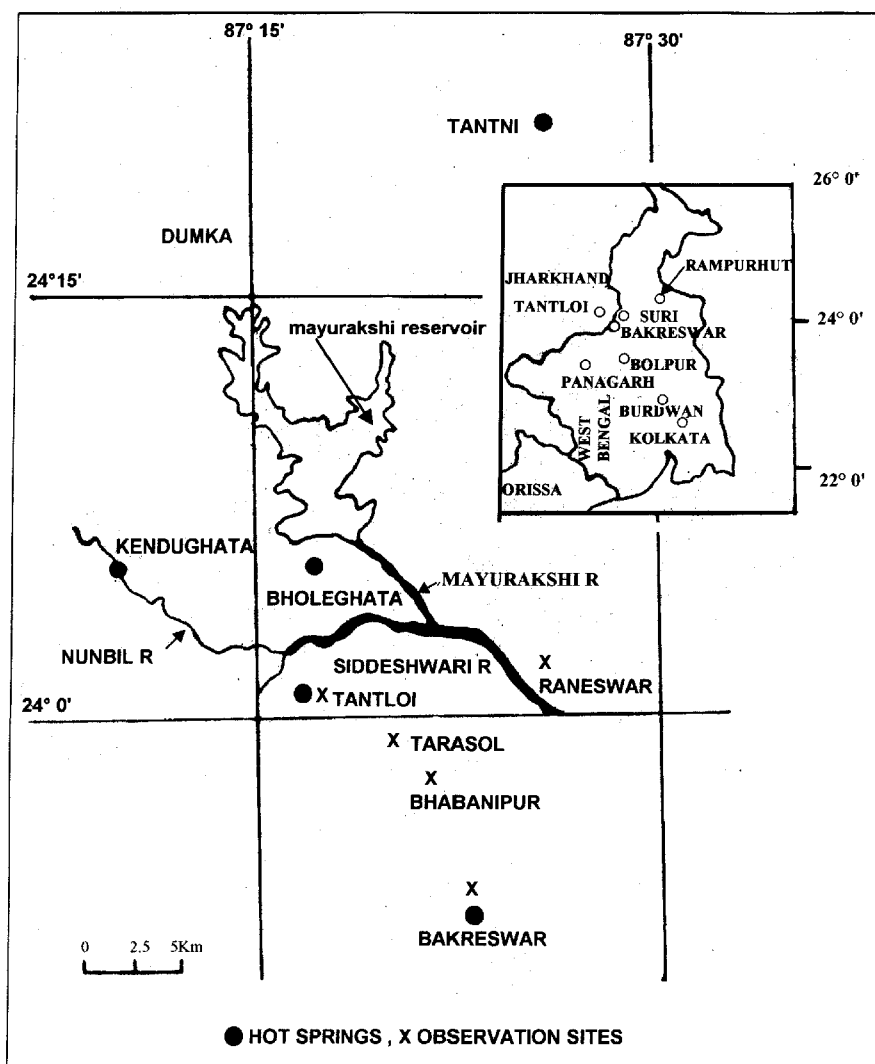 87° 15'
87° 30'
TANTNI
26° 0'
DUMKA
JHARKHAND
RAMPURHUT
24°15'
TANTLOI
SURI
24° 0'
mayurakshi reservoir
BAKRESWAR
BOLPUR
PANAGARH
WEST
BENGAL
BURDWAN
KOLKATA
ORISSA
22° 0'
KENDUGHATA
MAYURAKSHI R
BHOLEGHATA
NUNBIL R
SIDDESHWARI R
X
RANESWAR
X TANTLOI
24° 0'
X TARASOL
X
BHABANIPUR
X
BAKRESWAR
0 2.5 5Km
HOT SPRINGS , X OBSERVATION SITES